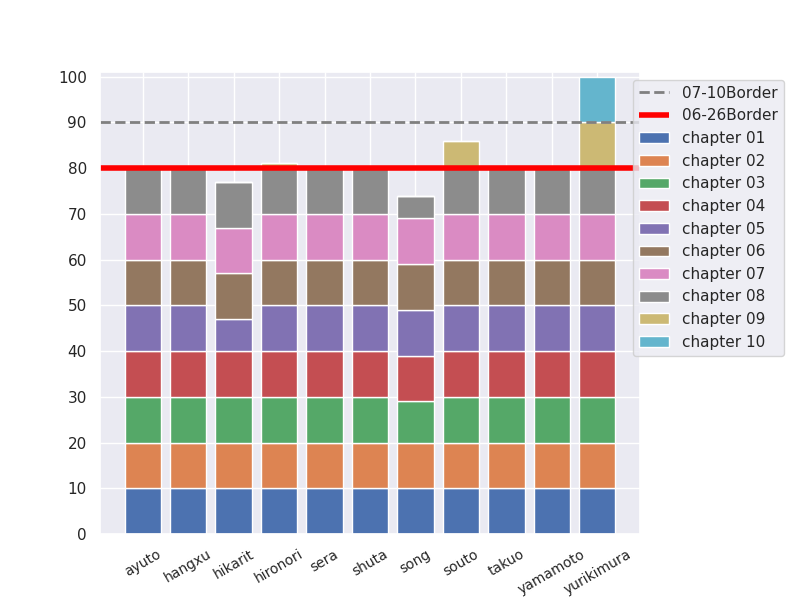 100
90
80
70
60
50
40
30
20
10
0
ayuto
hangxu
hikarit
hironori
sera
shuta
song
souto
takuo
yamamoto
yurikimura
07-10Border
06-26Border
chapter 01
chapter 02
chapter 03
chapter 04
chapter 05
chapter 06
chapter 07
chapter 08
chapter 09
chapter 10